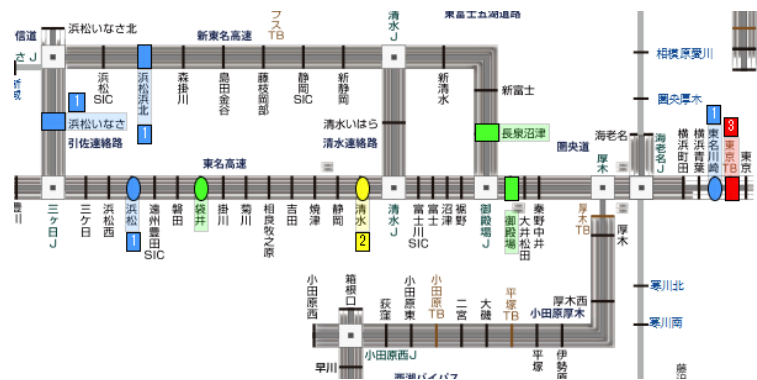 信道
浜松いなさ北
新東名高速
ブス
TB
清水J
東富士五湖道路
さJ
浜松SIC
浜松浜北
森掛川
島田金谷
藤枝岡部
静岡SIC
新静岡
新清水
新富士
相模原愛川
圏央厚木
1
浜松いなさ
1
引佐連絡路
清水いはら
清水連絡路
長泉沼津
圏央道
海老名
海老名J
厚木
横浜町田
横浜青葉
1
東名川崎
3
東京TB
東京
東名高速
豊川
三ヶ日J
三ヶ日
浜松西
浜松
1
遠州豊田SIC
磐田
袋井
掛川
菊川
相良牧之原
吉田
焼津
静岡
清水
2
清水J
富士川SIC
富士
沼津
裾野
御殿場J
御殿場
大井松田
秦野中井
厚木TB
厚木
寒川北
寒川南
小田原西
箱根口
荻窪
小田原東
小田原TB
二宮
大磯
平塚TB
厚木西
小田原厚木
小田原西J
平塚
伊勢原
早川
西湘バイパス